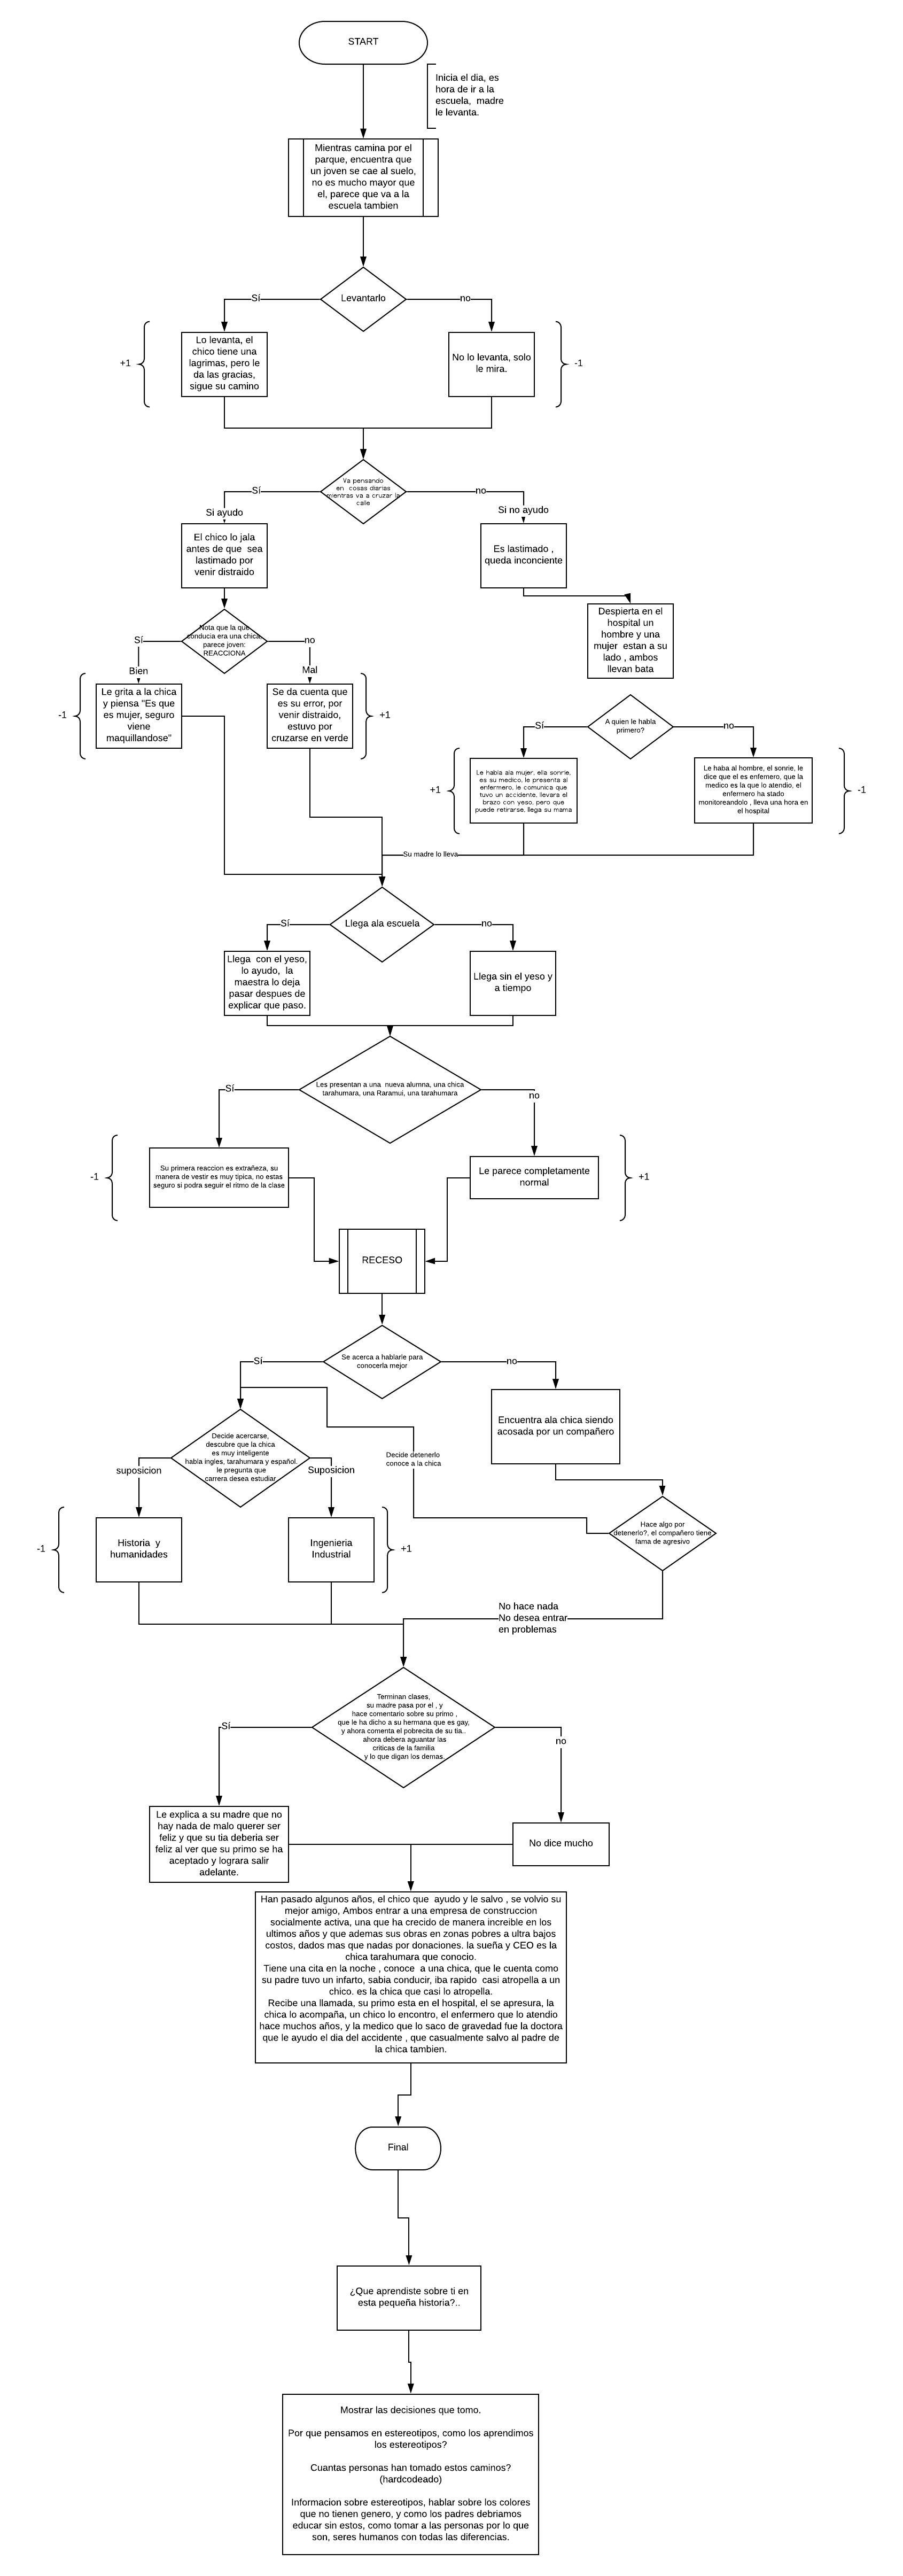 START
Inicia el dia, es
hora de ir a la
escuela, madre
le levanta.
Mientras camina por el
parque, encuentra que
un joven se cae al suelo,
no es mucho mayor que
el, parece que va a la
escuela tambien
Levantarlo
Sí
no
+1
Lo levanta, el
chico tiene una
lagrimas, pero le
da las gracias,
sigue su camino
No lo levanta, solo
le mira.
-1
Va pensando
en cosas diarias
mientras va a cruzar la
calle
Sí
no
Si ayudo
Si no ayudo
El chico lo jala
antes de que sea
lastimado por
venir distraido
Es lastimado ,
queda inconciente
Despierta en el
hospital un
hombre y una
mujer estan a su
lado , ambos
llevan bata
Nota que la que
conducia era una chica,
parece joven:
REACCIONA
Sí
no
Bien
Mal
-1
Le grita a la chica
y piensa "Es que
es mujer, seguro
viene
maquillandose"
Se da cuenta que
es su error, por
venir distraido,
estuvo por
cruzarse en verde
+1
A quien le habla
primero?
Sí
no
+1
Le habla ala mujer, ella sonrie,
es su medico, le presenta al
enfermero, le comunica que
tuvo un accidente, llevara el
brazo con yeso, pero que
puede retirarse, llega su mama
Le haba al hombre, el sonrie, le
dice que el es enfemero, que la
medico es la que lo atendio, el
enfermero ha stado
monitoreandolo , lleva una hora en
el hospital
-1
Su madre lo lleva
Llega ala escuela
Sí
no
Llega con el yeso,
lo ayudo, la
maestra lo deja
pasar despues de
explicar que paso.
Llega sin el yeso y
a tiempo
Les presentan a una nueva alumna, una chica
tarahumara, una Raramui, una tarahumara
Sí
no
-1
Su primera reaccion es extrañeza, su
manera de vestir es muy tipica, no estas
seguro si podra seguir el ritmo de la clase
Le parece completamente
normal
+1
RECESO
Se acerca a hablarle para
conocerla mejor
Sí
no
Encuentra ala chica siendo
acosada por un compañero
Decide acercarse,
descubre que la chica
es muy inteligente
habla ingles, tarahumara y español.
le pregunta que
carrera desea estudiar
Decide detenerlo
conoce a la chica
suposicion
Suposicion
Hace algo por
detenerlo?, el compañero tiene
fama de agresivo
-1
Historia y
humanidades
Ingenieria
Industrial
+1
No hace nada
No desea entrar
en problemas
Terminan clases,
su madre pasa por el , y
hace comentario sobre su primo ,
que le ha dicho a su hermana que es gay,
y ahora comenta el pobrecita de su tia..
ahora debera aguantar las
criticas de la familia
y lo que digan los demas.
Sí
no
Le explica a su madre que no
hay nada de malo querer ser
feliz y que su tia deberia ser
feliz al ver que su primo se ha
aceptado y lograra salir
adelante.
No dice mucho
Han pasado algunos años, el chico que ayudo y le salvo , se volvio su
mejor amigo, Ambos entrar a una empresa de construccion
socialmente activa, una que ha crecido de manera increible en los
ultimos años y que ademas sus obras en zonas pobres a ultra bajos
costos, dados mas que nadas por donaciones. la sueña y CEO es la
chica tarahumara que conocio.
Tiene una cita en la noche , conoce a una chica, que le cuenta como
su padre tuvo un infarto, sabia conducir, iba rapido casi atropella a un
chico. es la chica que casi lo atropella.
Recibe una llamada, su primo esta en el hospital, el se apresura, la
chica lo acompaña, un chico lo encontro, el enfermero que lo atendio
hace muchos años, y la medico que lo saco de gravedad fue la doctora
que le ayudo el dia del accidente , que casualmente salvo al padre de
la chica tambien.
Final
¿Que aprendiste sobre ti en
esta pequeña historia?..
Mostrar las decisiones que tomo.
Por que pensamos en estereotipos, como los aprendimos
los estereotipos?
Cuantas personas han tomado estos caminos?
(hardcodeado)
Informacion sobre estereotipos, hablar sobre los colores
que no tienen genero, y como los padres debriamos
educar sin estos, como tomar a las personas por lo que
son, seres humanos con todas las diferencias.